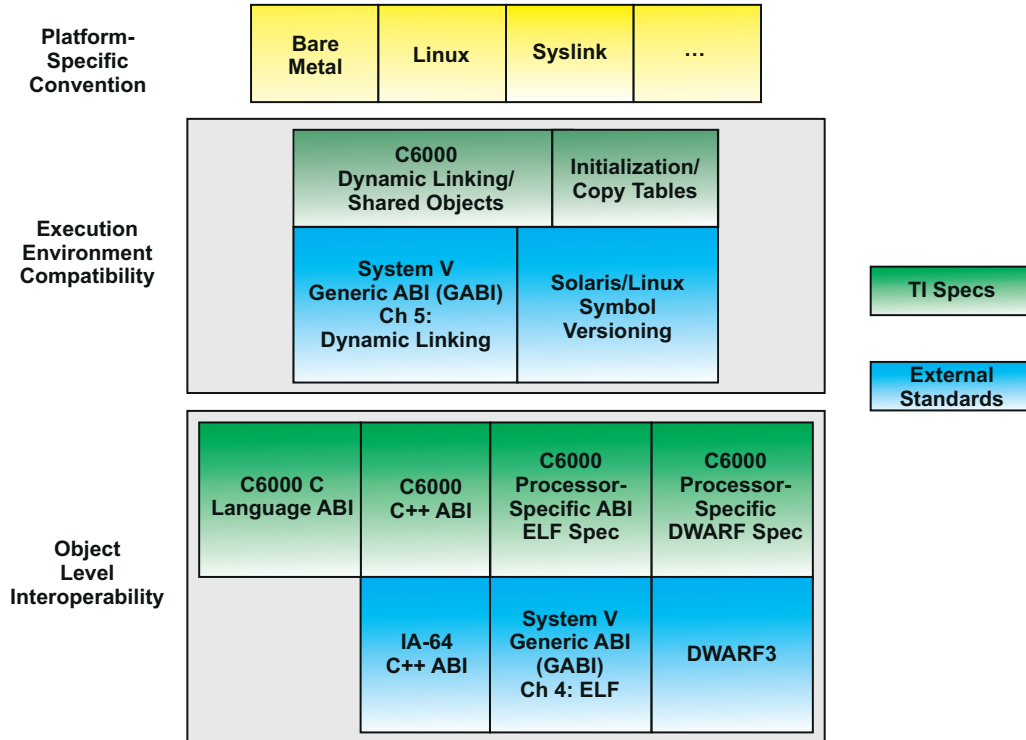 Platform-
Specific
Convention
Bare
Metal
Linux
Syslink
...
Execution
Environment
Compatibility
C6000
Dynamic Linking/
Shared Objects
Initialization/
Copy Tables
System V
Generic ABI (GABI)
Ch 5:
Dynamic Linking
Solaris/Linux
Symbol
Versioning
TI Specs
External
Standards
Object
Level
Interoperability
C6000 C
Language ABI
C6000
C++ ABI
C6000
Processor-
Specific ABI
ELF Spec
C6000
Processor-
Specific
DWARF Spec
IA-64
C++ ABI
System V
Generic ABI
(GABI)
Ch 4: ELF
DWARF3